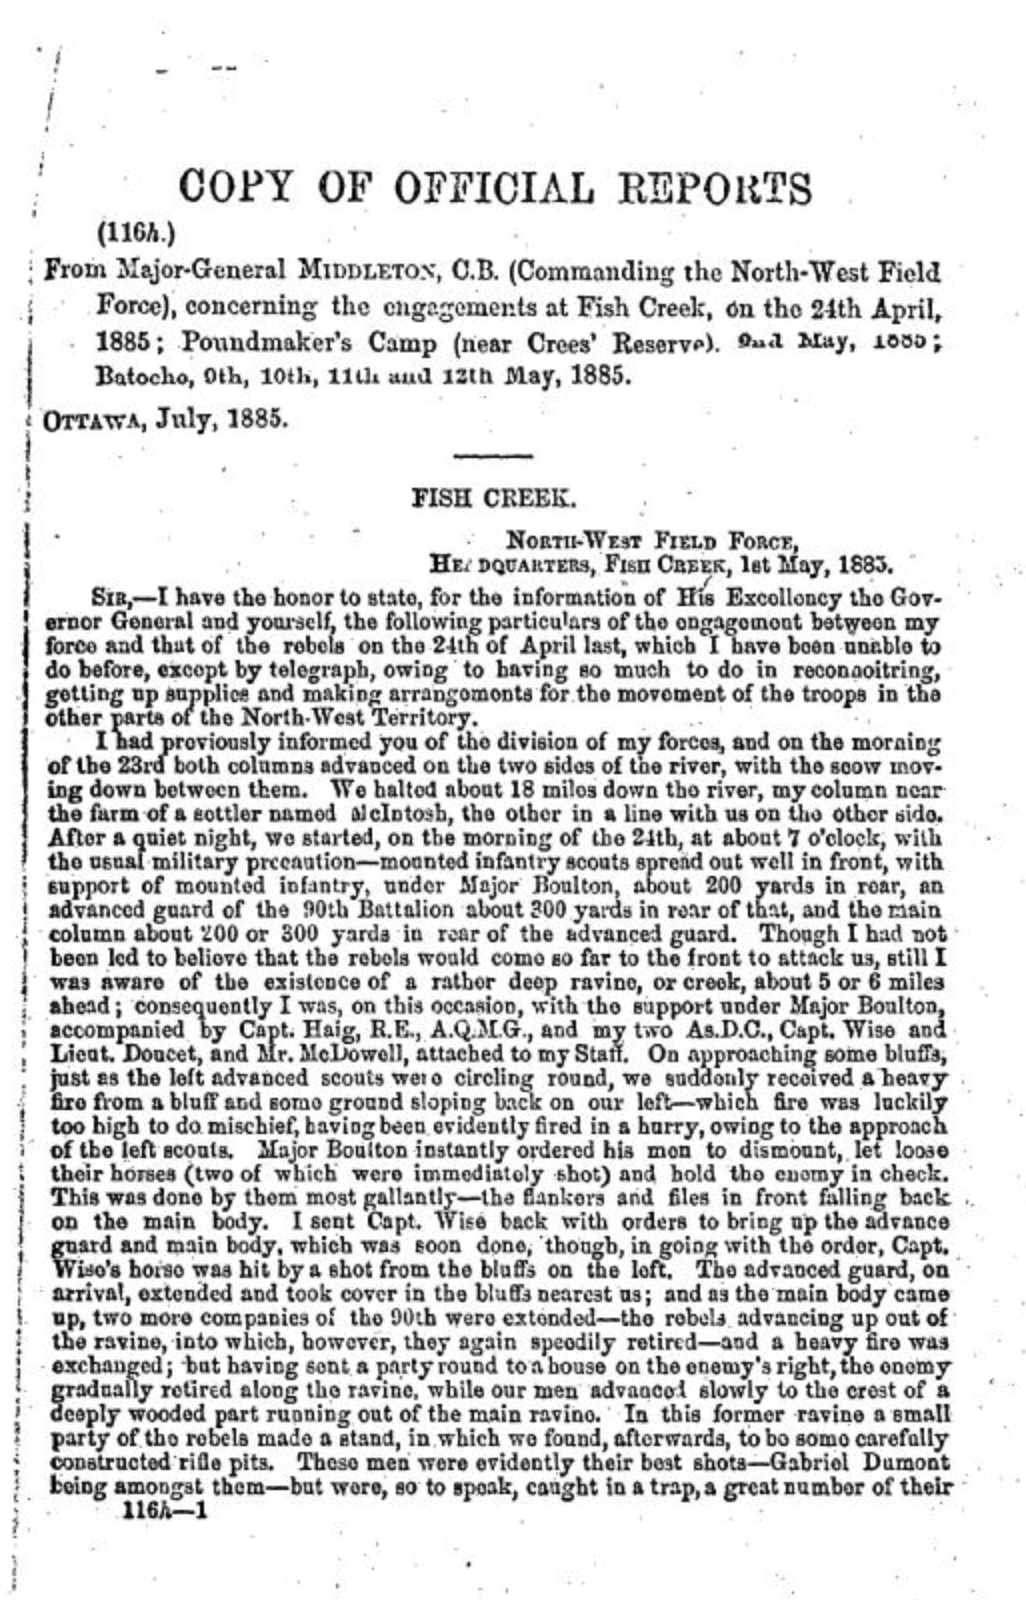 COPY OF OFFICIAL REPORTS
(116h.)
From Major-General MIDDLETON, C.B. (Commanding the North-West Field
Force), concerning the engagements at Fish Creek, on the 24th April,
1885; Poundmaker's Camp (near Crees' Reserve). 2nd May, 1885;
Batoche, 9th, 10th, 11th and 12th May, 1885.
OTTAWA, July, 1885.
FISH CREEK.
NORTH-WEST FIELD FORCE,
HEADQUARTERS, FISH CREEK, 1st May, 1885.
SIR,—I have the honor to state, for the information of His Excellency the Gov-
ernor General and yourself, the following particulars of the engagement between my
force and that of the rebels on the 24th of April last, which I have been unable to
do before, except by telegraph, owing to having so much to do in reconnoitring,
getting up supplies and making arrangements for the movement of the troops in the
other parts of the North-West Territory.
I had previously informed you of the division of my forces, and on the morning
of the 23rd both columns advanced on the two sides of the river, with the scow mov-
ing down between them. We halted about 18 miles down the river, my column near
the farm of a settler named McIntosh, the other in a line with us on the other side.
After a quiet night, we started, on the morning of the 24th, at about 7 o'clock, with
the usual military precaution—mounted infantry scouts spread out well in front, with
support of mounted infantry, under Major Boulton, about 200 yards in rear, an
advanced guard of the 90th Battalion about 300 yards in rear of that, and the main
column about 200 or 300 yards in rear of the advanced guard. Though I had not
been led to believe that the rebels would come so far to the front to attack us, still I
was aware of the existence of a rather deep ravine, or creek, about 5 or 6 miles
ahead; consequently I was, on this occasion, with the support under Major Boulton,
accompanied by Capt. Haig, R.E., A.Q.M.G., and my two As.D.C., Capt. Wise and
Lieut. Doucet, and Mr. McDowell, attached to my Staff. On approaching some bluffs,
just as the left advanced scouts were circling round, we suddenly received a heavy
fire from a bluff and some ground sloping back on our left—which fire was luckily
too high to do mischief, having been evidently fired in a hurry, owing to the approach
of the left scouts. Major Boulton instantly ordered his men to dismount, let loose
their horses (two of which were immediately shot) and hold the enemy in check.
This was done by them most gallantly—the flankers and files in front falling back
on the main body. I sent Capt. Wise back with orders to bring up the advance
guard and main body, which was soon done, though, in going with the order, Capt.
Wise's horse was hit by a shot from the bluffs on the left. The advanced guard, on
arrival, extended and took cover in the bluffs nearest us; and as the main body came
up, two more companies of the 90th were extended—the rebels advancing up out of
the ravine, into which, however, they again speedily retired—and a heavy fire was
exchanged; but having sent a party round to a house on the enemy's right, the enemy
gradually retired along the ravine, while our men advanced slowly to the crest of a
deeply wooded part running out of the main ravine. In this former ravine a small
party of the rebels made a stand, in which we found, afterwards, to be some carefully
constructed rifle pits. These men were evidently their best shots—Gabriel Dumont
being amongst them—but were, so to speak, caught in a trap, a great number of their
116h—1